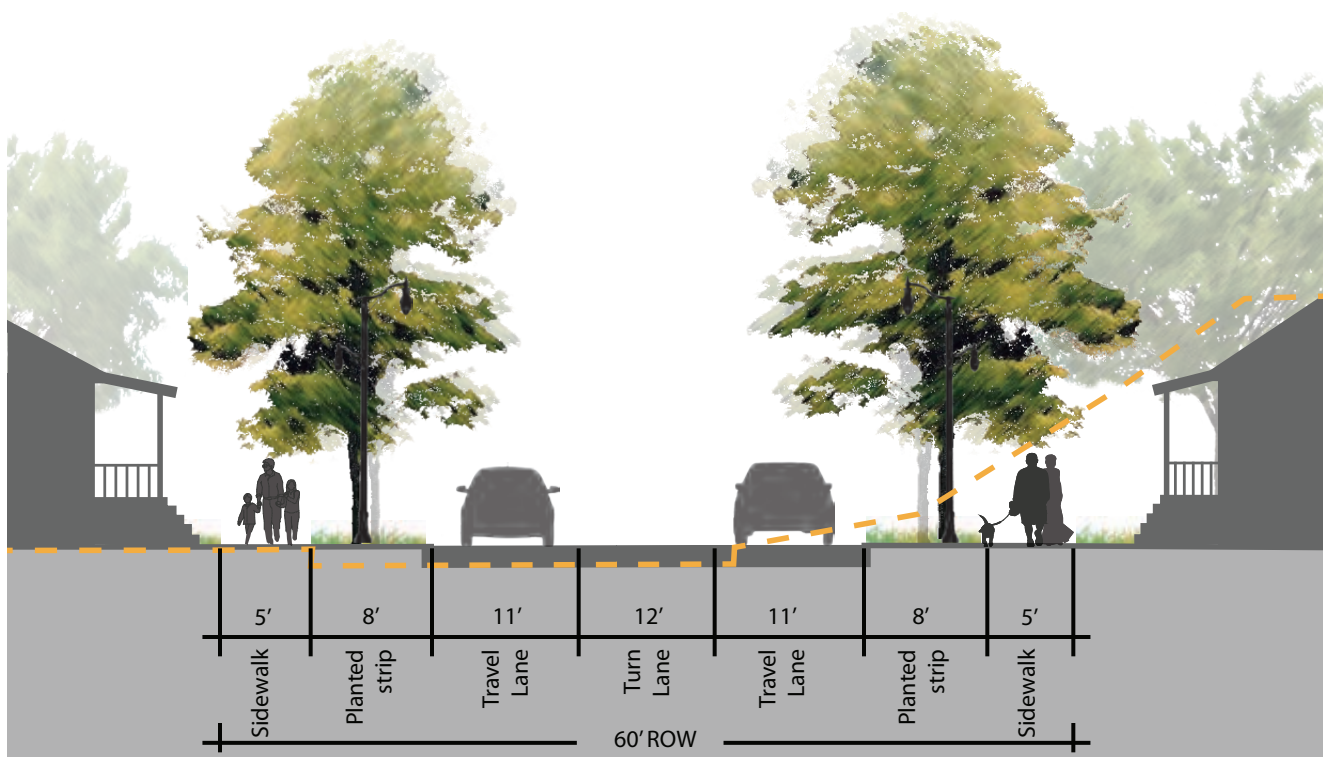 5’
8’
11’
12’
11’
8’
5’
Sidewalk
Planted
strip
Travel
Lane
Turn
Lane
Travel
Lane
Planted
strip
Sidewalk
60’ ROW